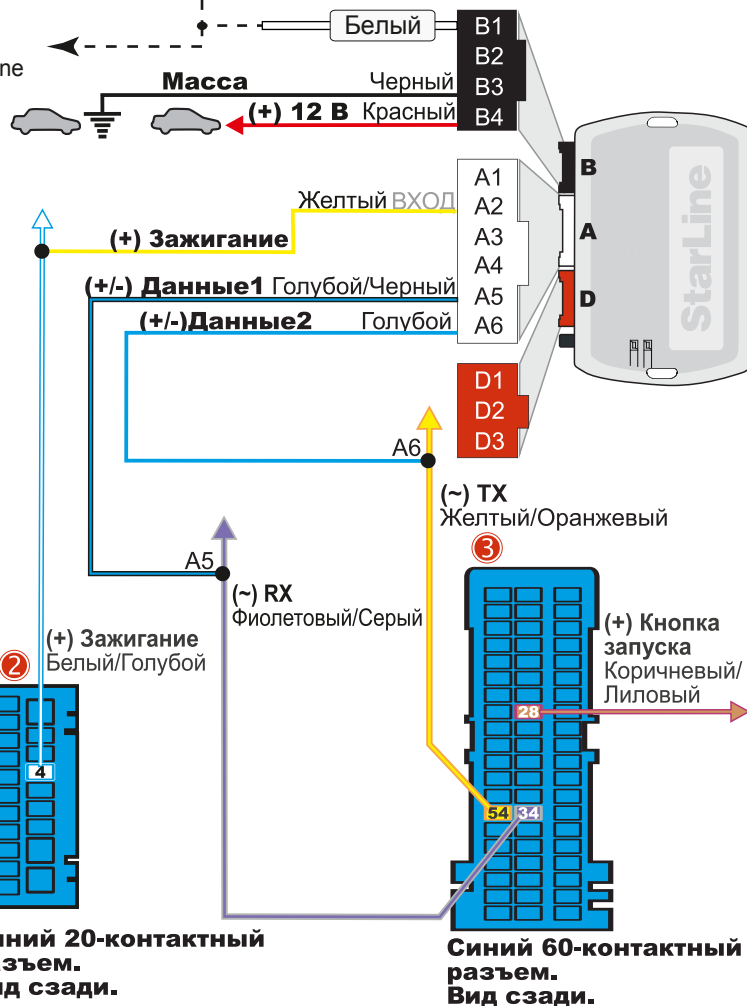 Белый
B1
B2
ne
Масса
Черный
B3
(+) 12 В
Красный
B4
B
A1
Желтый ВХОД
A2
(+) Зажигание
A3
A
A4
(+/-) Данные1 Голубой/Черный
A5
D
(+/-)Данные2 Голубой
A6
StarLine
D1
D2
D3
A6
(~) TX
Желтый/Оранжевый
3
A5
(~) RX
Фиолетовый/Серый
(+) Зажигание
Белый/Голубой
2
(+) Кнопка
запуска
Коричневый/
Лиловый
28
4
54 34
иний 20-контактный
азъем.
ид сзади.
Синий 60-контактный
разъем.
Вид сзади.